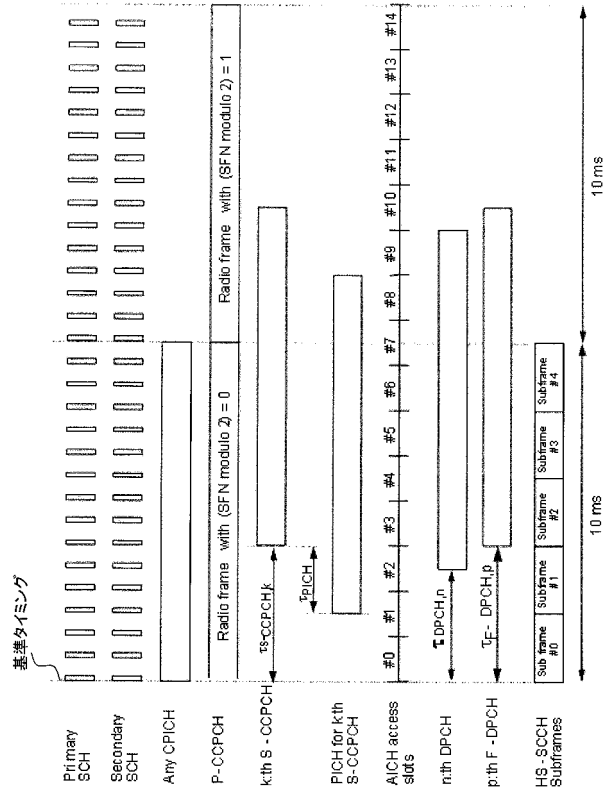 基準タイミング
Primary
SCH
Secondary
SCH
Any CPICH
P- CCPCH
Radio frame with (SFN modulo 2) = 0
Radio frame with (SFN modulo 2) = 1
k:th S - CCPCH
τS-CCPCH,k
PICH for k:th
S- CCPCH
τPICH
AICH access
slots
#0 #1 #2 #3 #4 #5 #6 #7 #8 #9 #10 #11 #12 #13 #14
n:th DPCH
τDPCH,n
p:th F - DPCH
τF - DPCH,p
HS - SCCH
Subframes
Subframe
#0
Subframe
#1
Subframe
#2
Subframe
#3
Subframe
#4
10 ms
10 ms